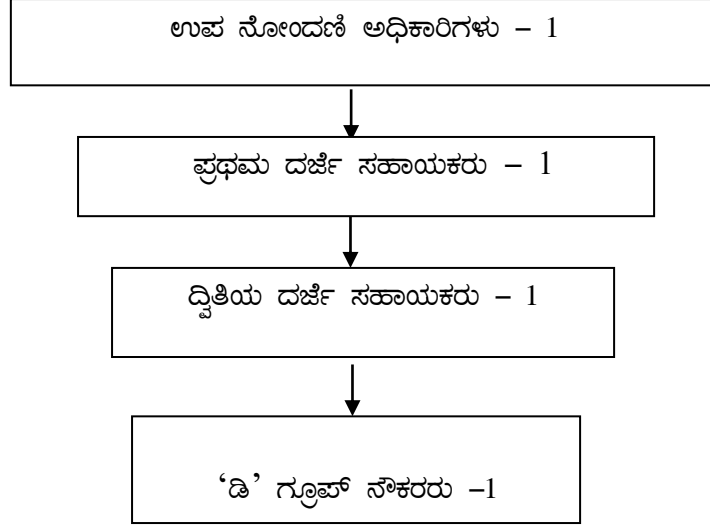 ಉಪ ನೋಂದಣಿ ಅಧಿಕಾರಿಗಳು – 1
ಪ್ರಥಮ ದರ್ಜೆ ಸಹಾಯಕರು – 1
ದ್ವಿತಿಯ ದರ್ಜೆ ಸಹಾಯಕರು – 1
‘ಡಿ’ ಗ್ರೂಪ್ ನೌಕರರು –1